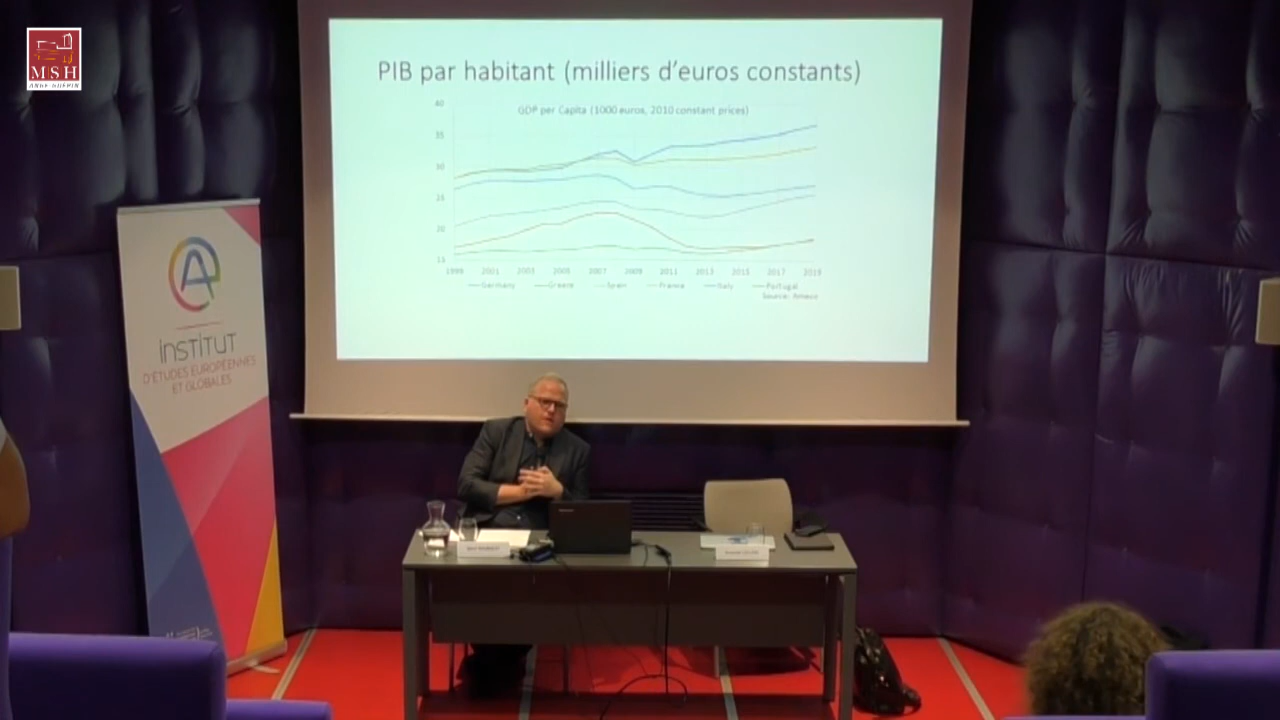 MSH
ANGE-GUÉPIN
PIB par habitant (milliers d'euros constants)
GDP per Capita (1000 euros, 2010 constant prices)
40
35
30
25
20
15
1999 2001 2003 2005 2007 2009 2011 2013 2015 2017 2019
Germany Greece Spain France Italy Portugal
Source: Ameco
INSTITUT
D'ÉTUDES EUROPÉENNES
ET GLOBALES